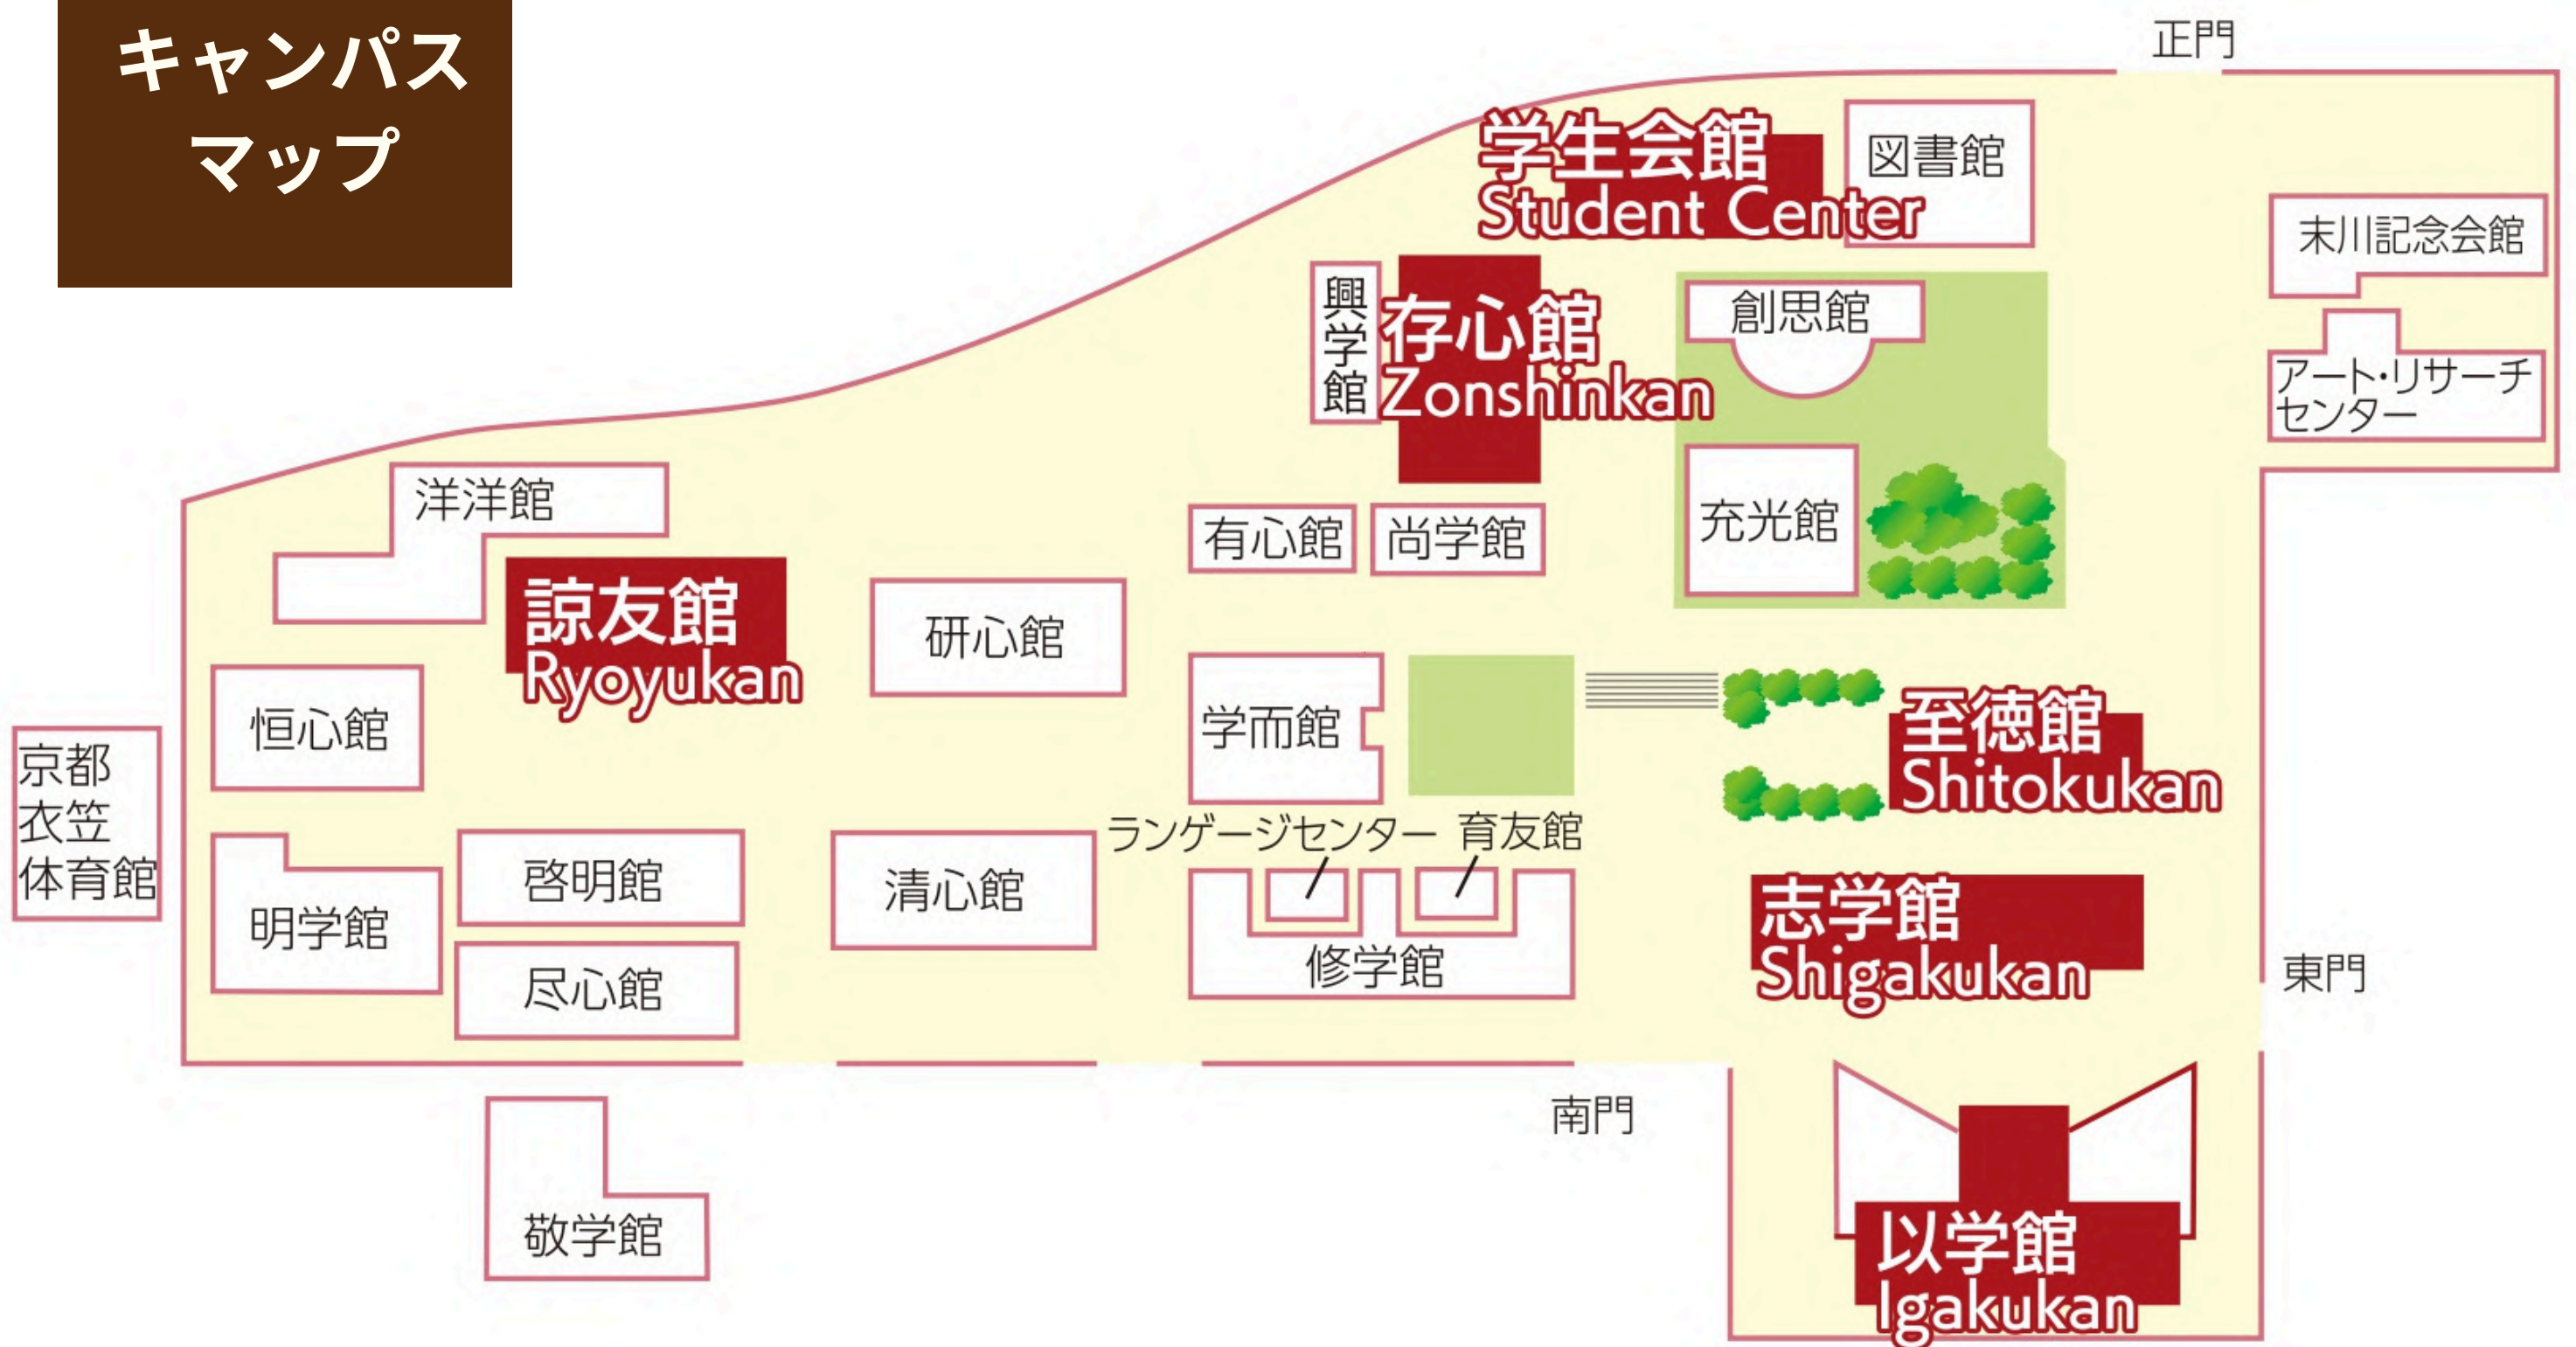 キャンパス
マップ
正門
学生会館
Student Center
図書館
末川記念会館
興学館
存心館
Zonshinkan
創思館
アート・リサーチ
センター
洋洋館
有心館
尚学館
充光館
諒友館
Ryoyukan
研心館
恒心館
学而館
至徳館
Shitokukan
京都
衣笠
体育館
ランゲージセンター
育友館
明学館
啓明館
清心館
志学館
Shigakukan
修学館
尽心館
東門
南門
敬学館
以学館
Igakukan